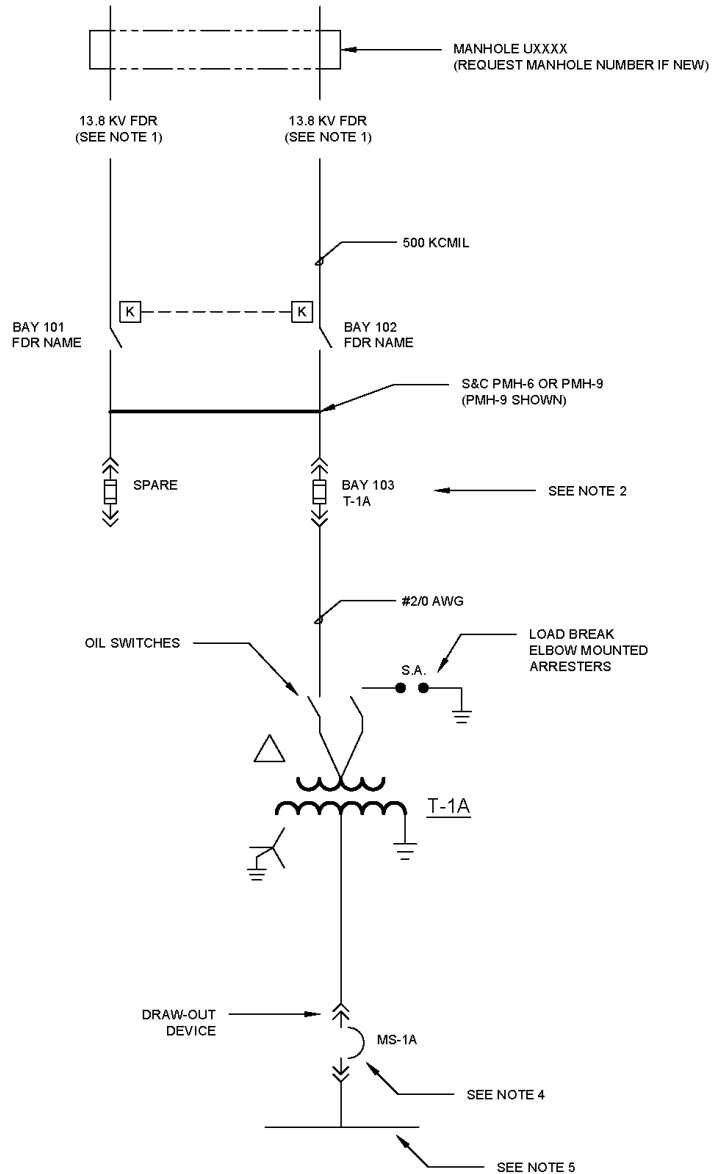 MANHOLE UXXXX
(REQUEST MANHOLE NUMBER IF NEW)
13.8 KV FDR
(SEE NOTE 1)
13.8 KV FDR
(SEE NOTE 1)
500 KCMIL
K
K
BAY 101
FDR NAME
BAY 102
FDR NAME
S&C PMH-6 OR PMH-9
(PMH-9 SHOWN)
SPARE
BAY 103
T-1A
SEE NOTE 2
#2/0 AWG
OIL SWITCHES
LOAD BREAK
ELBOW MOUNTED
ARRESTERS
S.A.
T-1A
DRAW-OUT
DEVICE
MS-1A
SEE NOTE 4
SEE NOTE 5